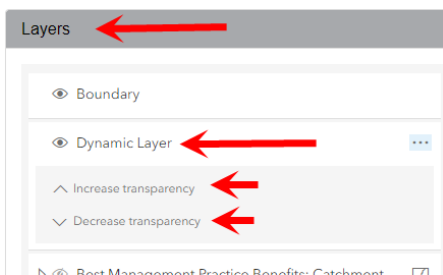 Layers
Boundary
Dynamic Layer
Increase transparency
Decrease transparency
Best Management Practice Benefits: Catchment